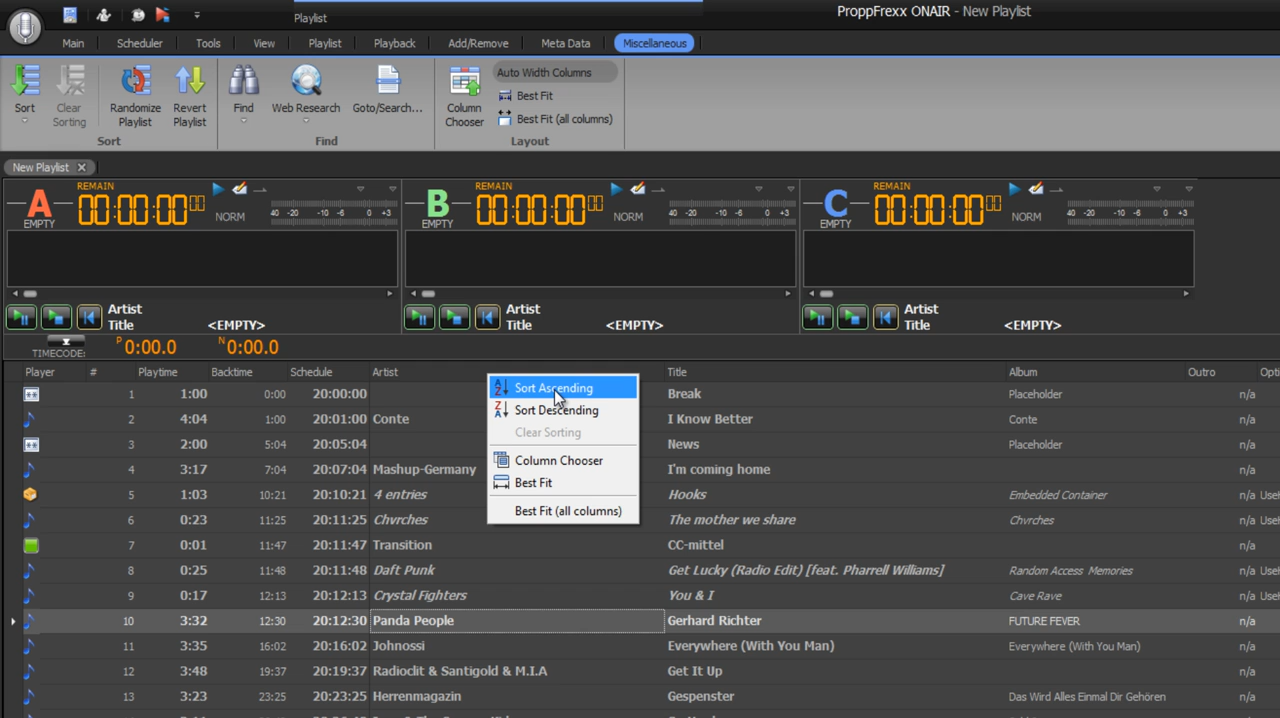 ProppFrexx ONAIR - New Playlist
Playlist
Main Scheduler Tools View Playlist Playback Add/Remove Meta Data Miscellaneous
Sort
Clear Sorting
Randomize Playlist
Revert Playlist
Sort
Find
Web Research
Goto/Search...
Find
Column Chooser
Auto Width Columns
Best Fit
Best Fit (all columns)
Layout
New Playlist
A
EMPTY
REMAIN
00:00:00 00
NORM
40 -20 -10 -6 0 +3
Artist
Title <EMPTY>
B
EMPTY
REMAIN
00:00:00 00
NORM
40 -20 -10 -6 0 +3
Artist
Title <EMPTY>
C
EMPTY
REMAIN
00:00:00 00
NORM
40 -20 -10 -6 0 +3
Artist
Title <EMPTY>
TIMECODE: P 0:00.0 N 0:00.0
Player # Playtime Backtime Schedule Artist Title Album Outro Opti
1 1:00 0:00 20:00:00 Break Placeholder n/a
2 4:04 1:00 20:01:00 Conte I Know Better Conte n/a
3 2:00 5:04 20:05:04 News Placeholder n/a
4 3:17 7:04 20:07:04 Mashup-Germany I'm coming home n/a
5 1:03 10:21 20:10:21 4 entries Hooks Embedded Container n/a Useh
6 0:23 11:25 20:11:25 Chvrches The mother we share Chvrches n/a
7 0:01 11:47 20:11:47 Transition CC-mittel n/a
8 0:25 11:48 20:11:48 Daft Punk Get Lucky (Radio Edit) [feat. Pharrell Williams] Random Access Memories n/a Useh
9 0:17 12:13 20:12:13 Crystal Fighters You & I Cave Rave n/a Useh
10 3:32 12:30 20:12:30 Panda People Gerhard Richter FUTURE FEVER n/a
11 3:35 16:02 20:16:02 Johnossi Everywhere (With You Man) Everywhere (With You Man) n/a
12 3:48 19:37 20:19:37 Radioclit & Santigold & M.I.A Get It Up n/a
13 3:23 23:25 20:23:25 Herrenmagazin Gespenster Das Wird Alles Einmal Dir Gehören n/a
Sort Ascending
Sort Descending
Clear Sorting
Column Chooser
Best Fit
Best Fit (all columns)